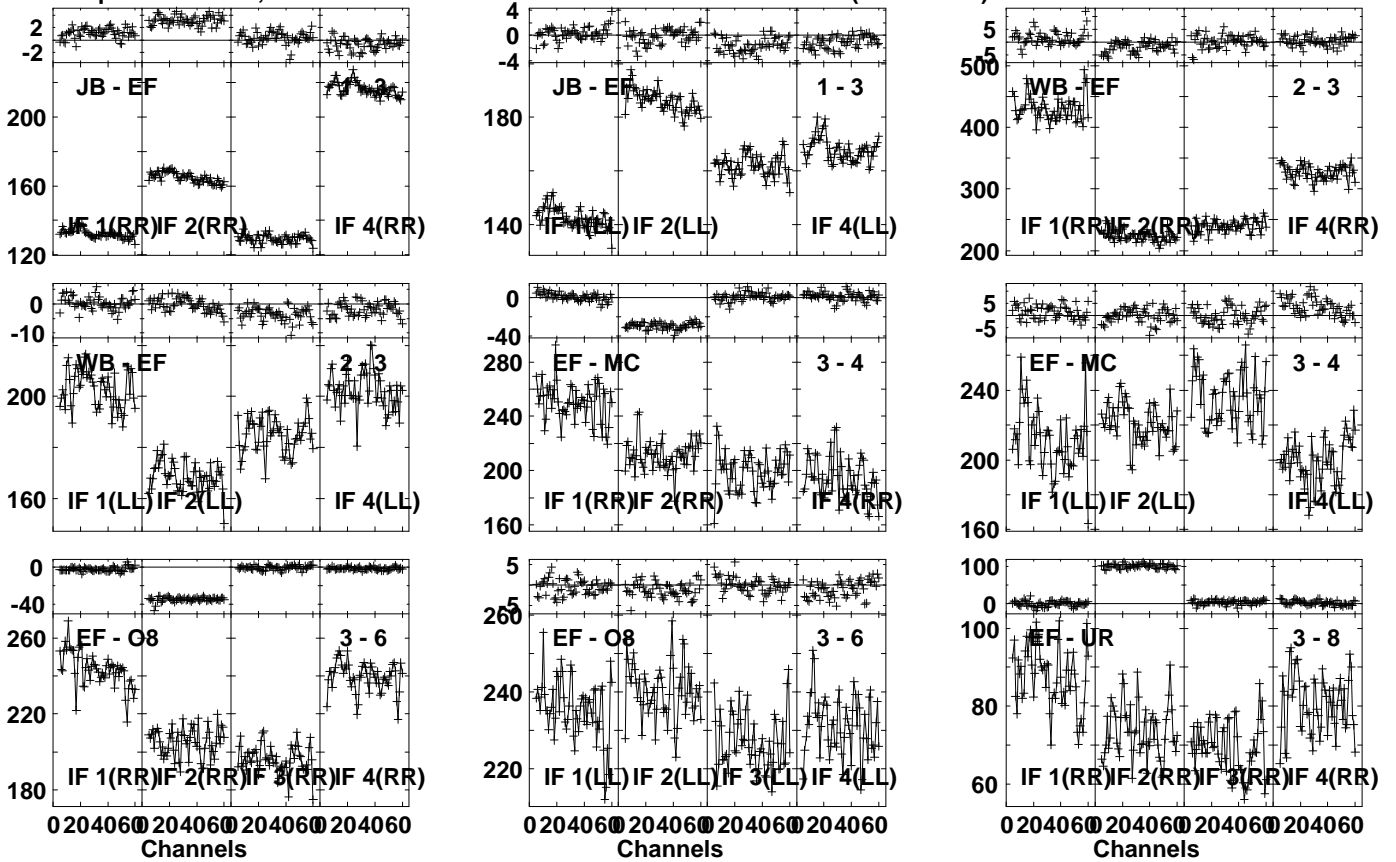 2
-2
JB - EF
1 - 3
200
160
120
IF 1(RR)
IF 2(RR)
IF 4(RR)
4
0
-4
JB - EF
1 - 3
180
140
IF 2(LL)
IF 4(LL)
5
-5
500
WB - EF
2 - 3
400
300
200
IF 1(RR)
IF 2(RR)
IF 4(RR)
0
-10
WB - EF
2 - 3
200
160
IF 1(LL)
IF 2(LL)
IF 4(LL)
0
-40
280
EF - MC
3 - 4
240
200
160
IF 1(RR)
IF 2(RR)
IF 4(RR)
5
-5
EF - MC
3 - 4
240
200
160
IF 1(LL)
IF 2(LL)
IF 4(LL)
0
-40
260
EF - O8
3 - 6
220
180
IF 1(RR)
IF 2(RR)
IF 3(RR)
IF 4(RR)
0 20 40 60 0 20 40 60 0 20 40 60 0 20 40 60
Channels
5
-5
260
EF - O8
3 - 6
240
220
IF 1(LL)
IF 2(LL)
IF 3(LL)
IF 4(LL)
0 20 40 60 0 20 40 60 0 20 40 60 0 20 40 60
Channels
100
0
100
EF - UR
3 - 8
80
60
IF 1(RR)
IF 2(RR)
IF 3(RR)
IF 4(RR)
0 20 40 60 0 20 40 60 0 20 40 60 0 20 40 60
Channels